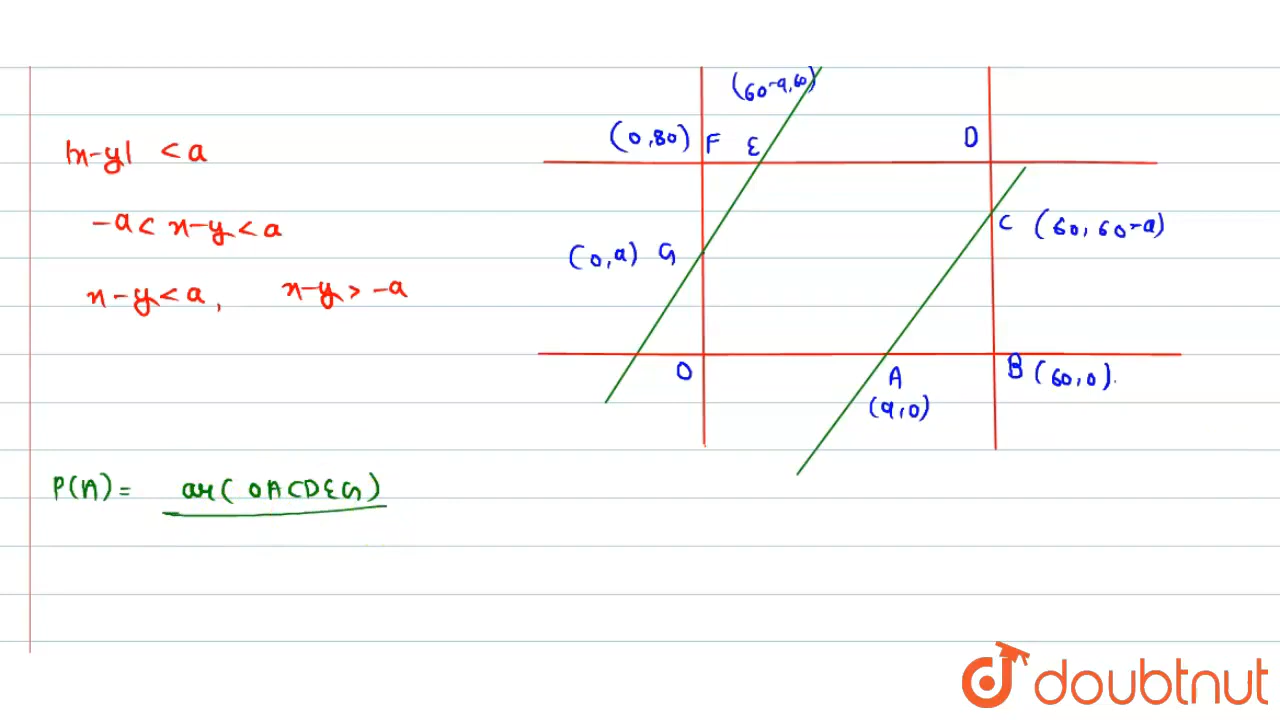 |x-y| < a
-a < x-y < a
x-y < a, x-y > -a
P(A) = ar( OACDEG)
(60-a, 60)
(0,80) F E D
(0,a) G
C (60, 60-a)
O A B (60,0).
(a,0)
doubtnut